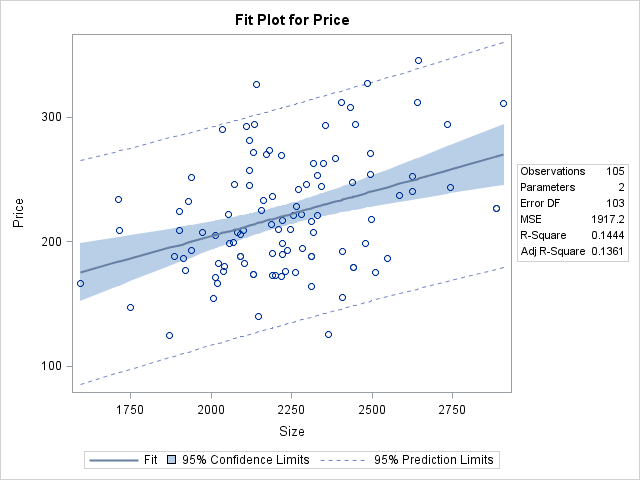 Fit Plot for Price
300
200
100
Price
1750
2000
2250
2500
2750
Size
Observations 105
Parameters 2
Error DF 103
MSE 1917.2
R-Square 0.1444
Adj R-Square 0.1361
Fit 95% Confidence Limits 95% Prediction Limits